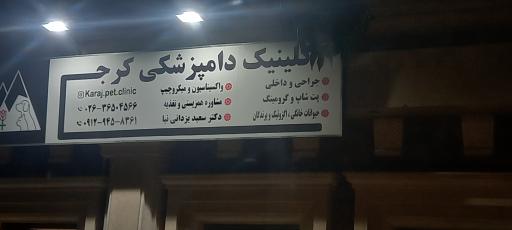 کلینیک دامپزشکی کرج
جراحی و داخلی
پت شاپ و گرومینگ
حیوانات خانگی، اگزوتیک و پرندگان
واکسیناسیون و میکروچیپ
مشاوره همزیستی و تغذیه
دکتر سعید یزدانی نیا
Karaj.pet.clinic
۰۲۶-۳۶۵۰۴۵۶۶
۰۹۱۲-۹۴۵-۸۳۶۱